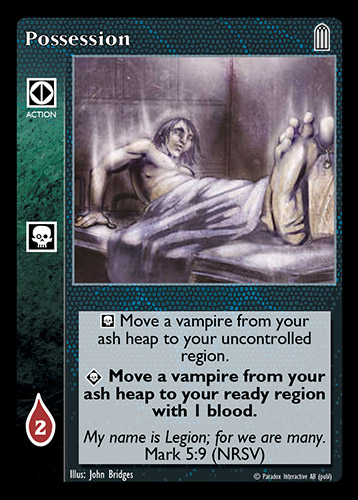 Possession
ACTION
Move a vampire from your
ash heap to your uncontrolled
region.
Move a vampire from your
ash heap to your ready region
with 1 blood.
My name is Legion; for we are many.
Mark 5:9 (NRSV)
2
Illus: John Bridges
© Paradox Interactive AB (publ)